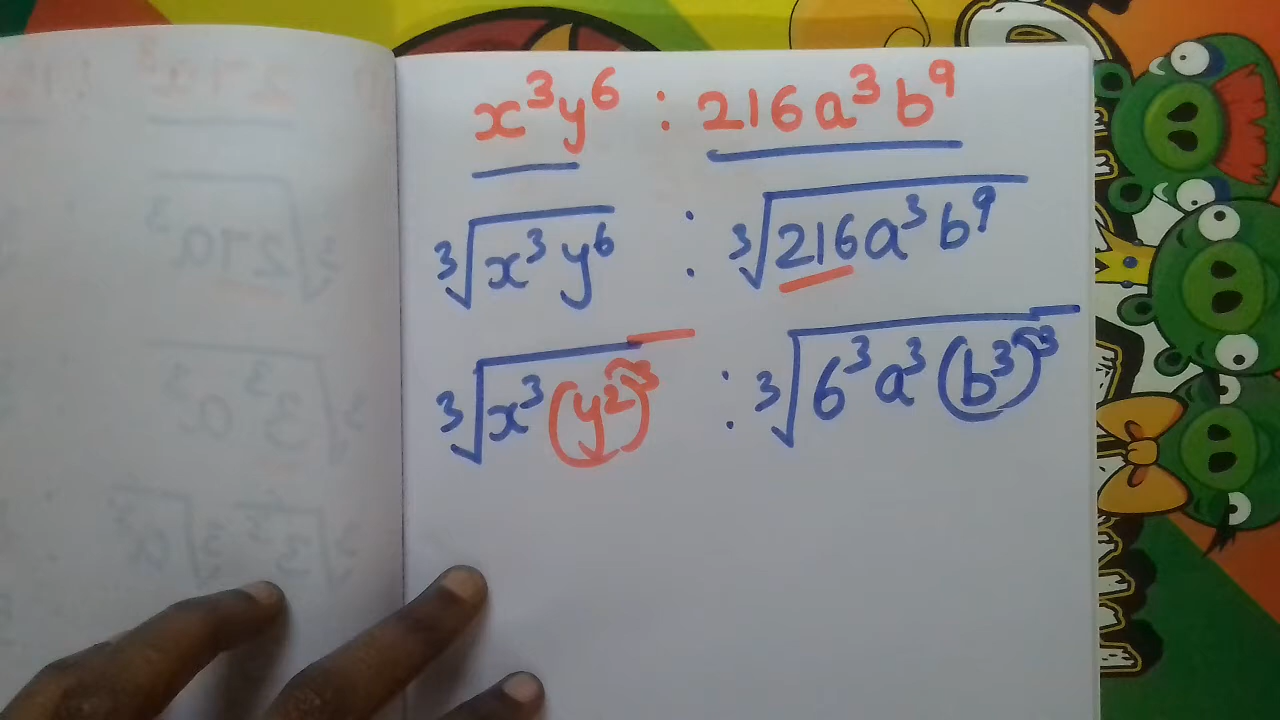 x³y⁶ : 216a³b⁹
∛x³y⁶ : ∛216a³b⁹
∛x³(y²)³ : ∛6³a³(b³)³